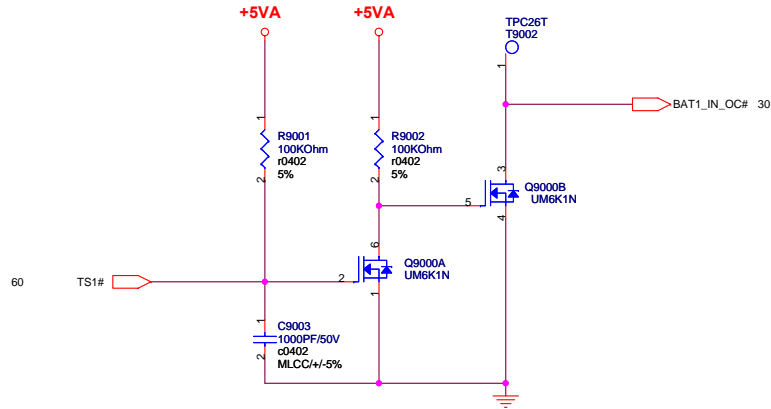 +5VA
+5VA
TPC26T
T9002
1
BAT1_IN_OC# 30
1
R9001
100KOhm
r0402
5%
2
1
R9002
100KOhm
r0402
5%
2
3
Q9000B
UM6K1N
5
4
6
Q9000A
UM6K1N
2
1
60 TS1#
1
C9003
1000PF/50V
c0402
MLCC/+/-5%
2